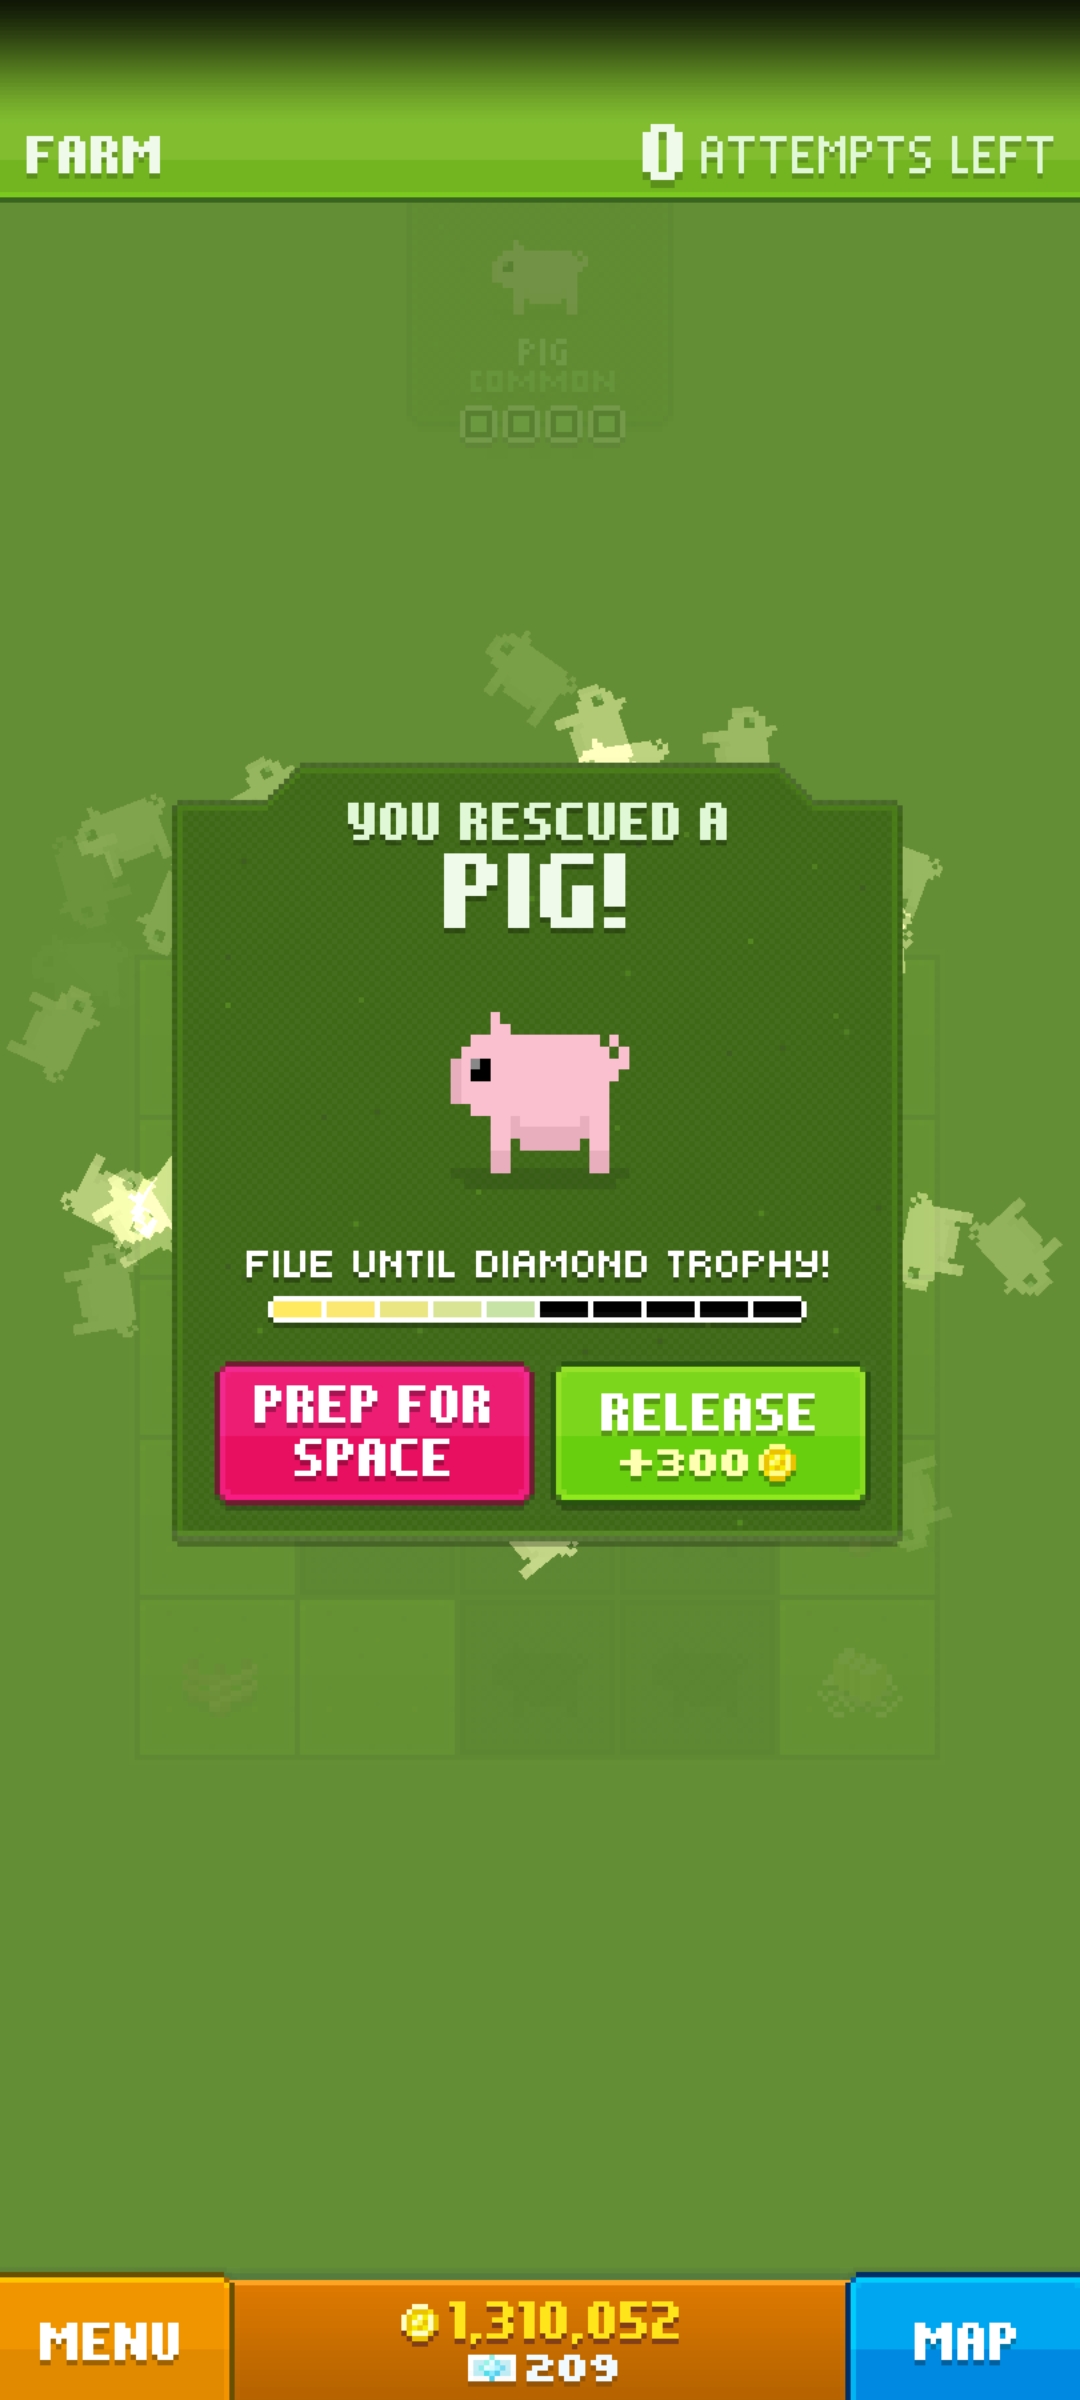 FARM
0 ATTEMPTS LEFT
PIG
COMMON
YOU RESCUED A
PIG!
FIVE UNTIL DIAMOND TROPHY!
PREP FOR
SPACE
RELEASE
+300
MENU
1,310,052
209
MAP